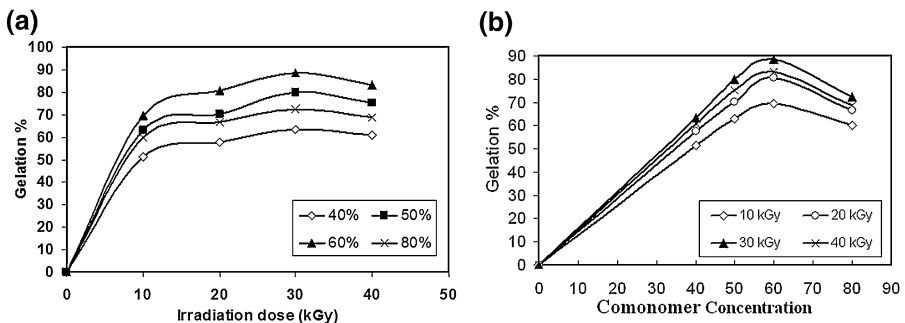 (a)
Gelation %
100
90
80
70
60
50
40
30
20
10
0
0 10 20 30 40 50
Irradiation dose (kGy)
40% 50%
60% 80%
(b)
Gelation %
90
80
70
60
50
40
30
20
10
0
0 10 20 30 40 50 60 70 80 90
Comonomer Concentration
10 kGy 20 kGy
30 kGy 40 kGy